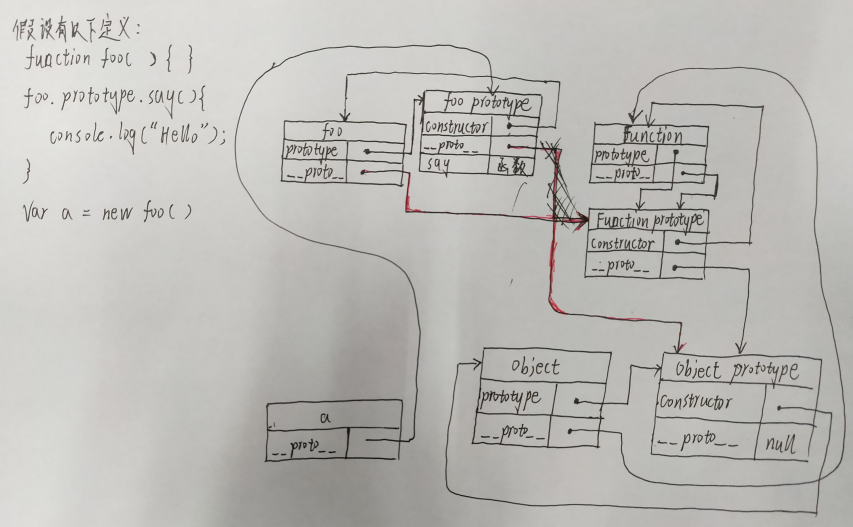 假设有以下定义：
function foo( ) { }
foo.prototype.say(){
console.log("Hello");
}
Var a = new foo( )
foo
prototype
__proto__
foo prototype
constructor
__proto__
say 函数
function
prototype
__proto__
Function prototype
constructor
__proto__
object
prototype
__proto__
object prototype
constructor
__proto__ null
a
__proto__